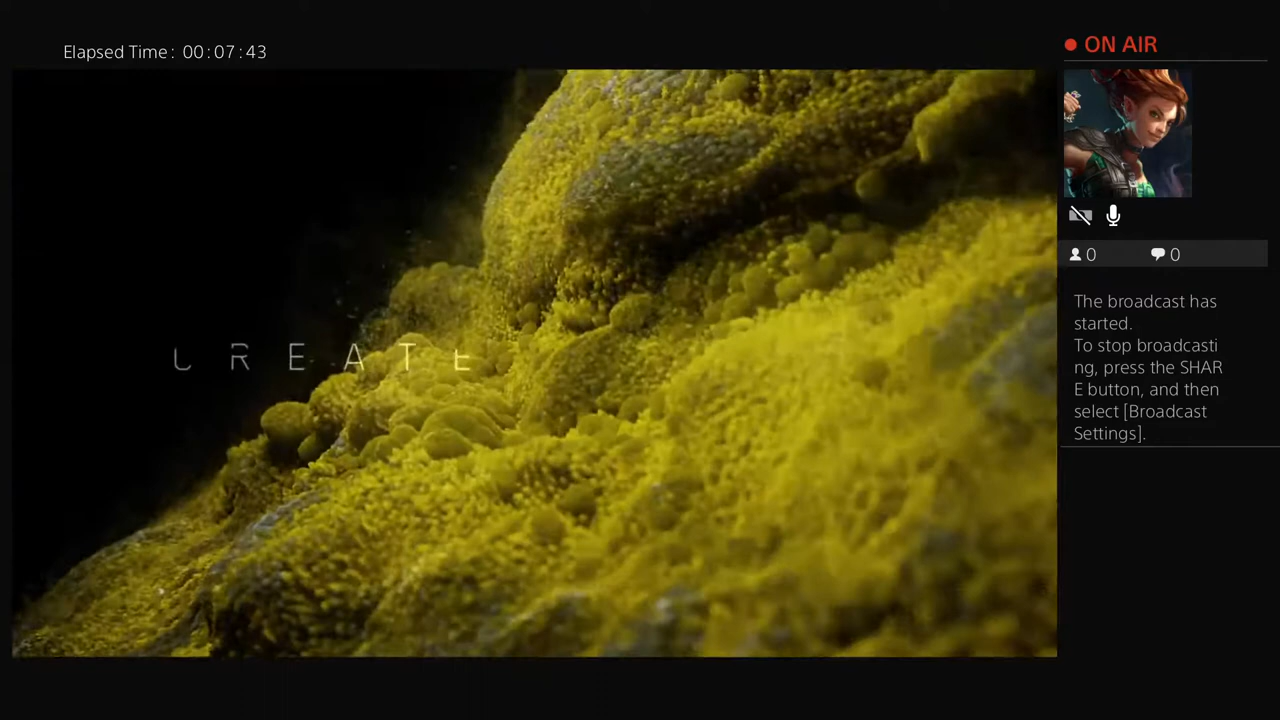 Elapsed Time: 00:07:43
ON AIR
CREATE
0 0
The broadcast has
started.
To stop broadcasti
ng, press the SHAR
E button, and then
select [Broadcast
Settings].